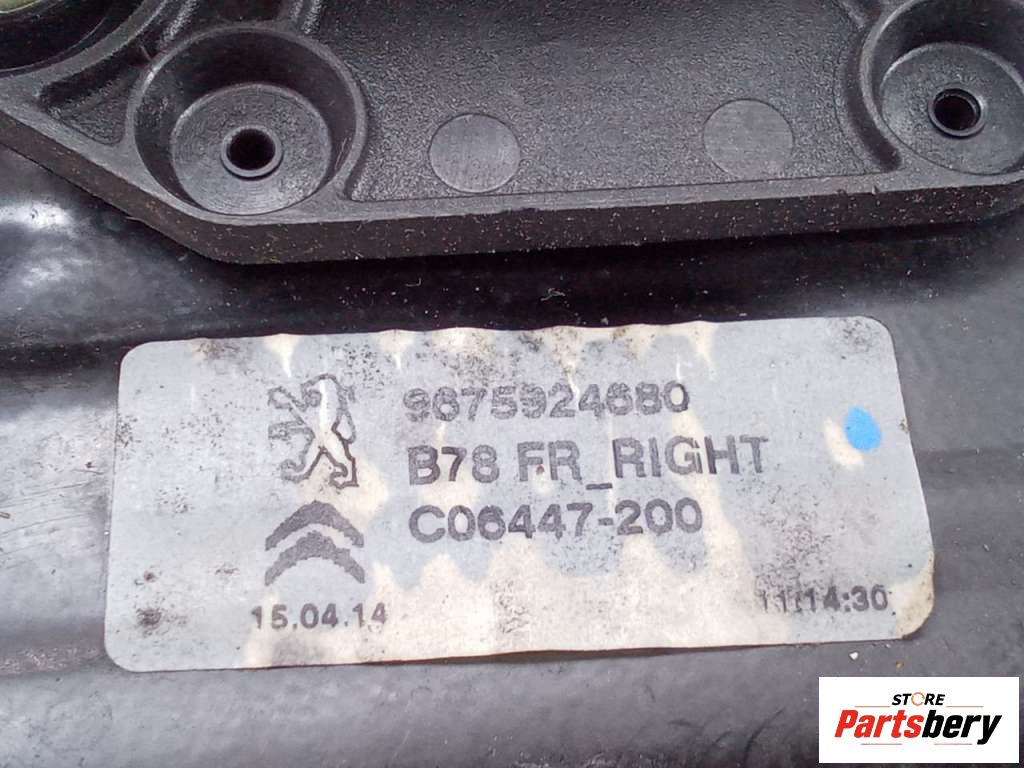 9675924680
B78 FR_RIGHT
C06447-200
15.04.14
11:14:30
STORE
Partsbery